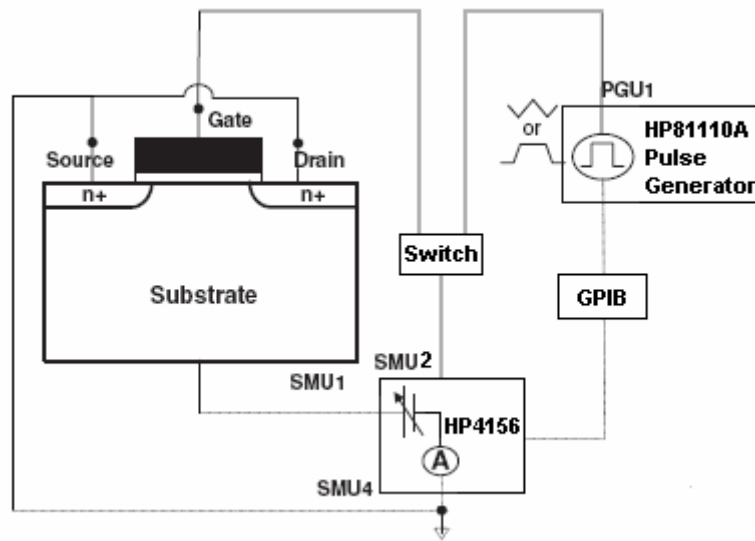 PGU1
Gate
or
HP81110A
Pulse
Generator
Source
Drain
n+
n+
Switch
Substrate
GPIB
SMU2
SMU1
HP4156
A
SMU4